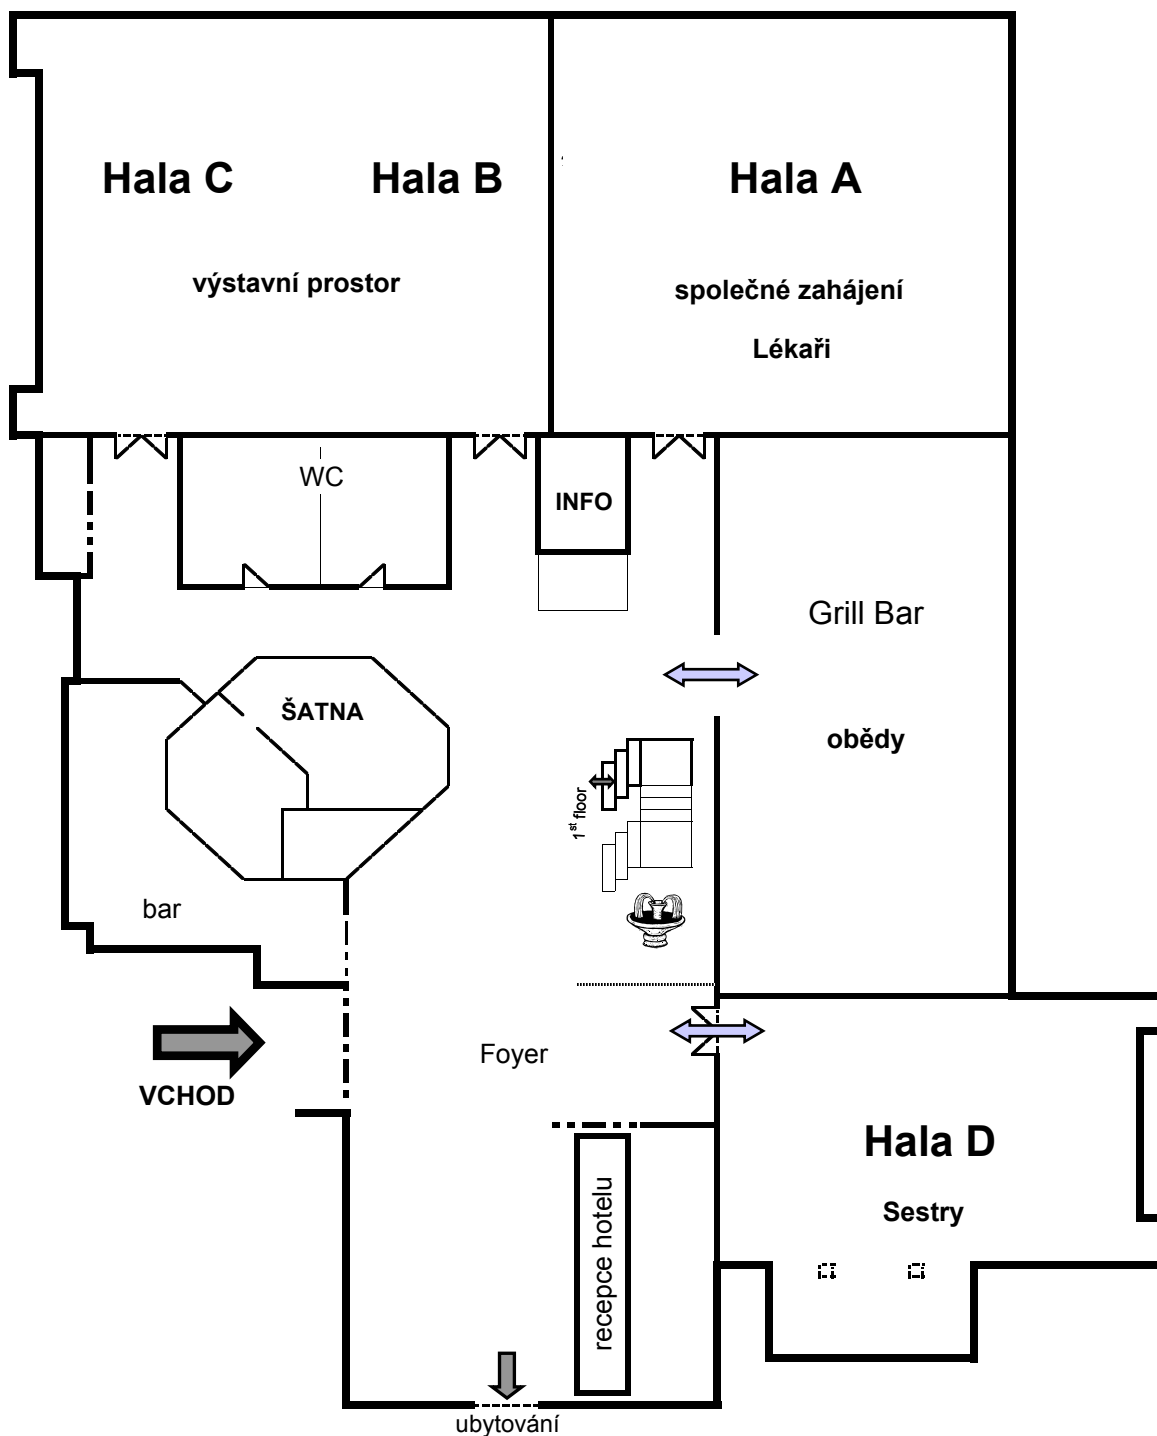 Hala C
Hala B
Hala A
výstavní prostor
společné zahájení
Lékaři
WC
INFO
Grill Bar
obědy
ŠATNA
1st floor
bar
VCHOD
Foyer
Hala D
Sestry
recepce hotelu
ubytování